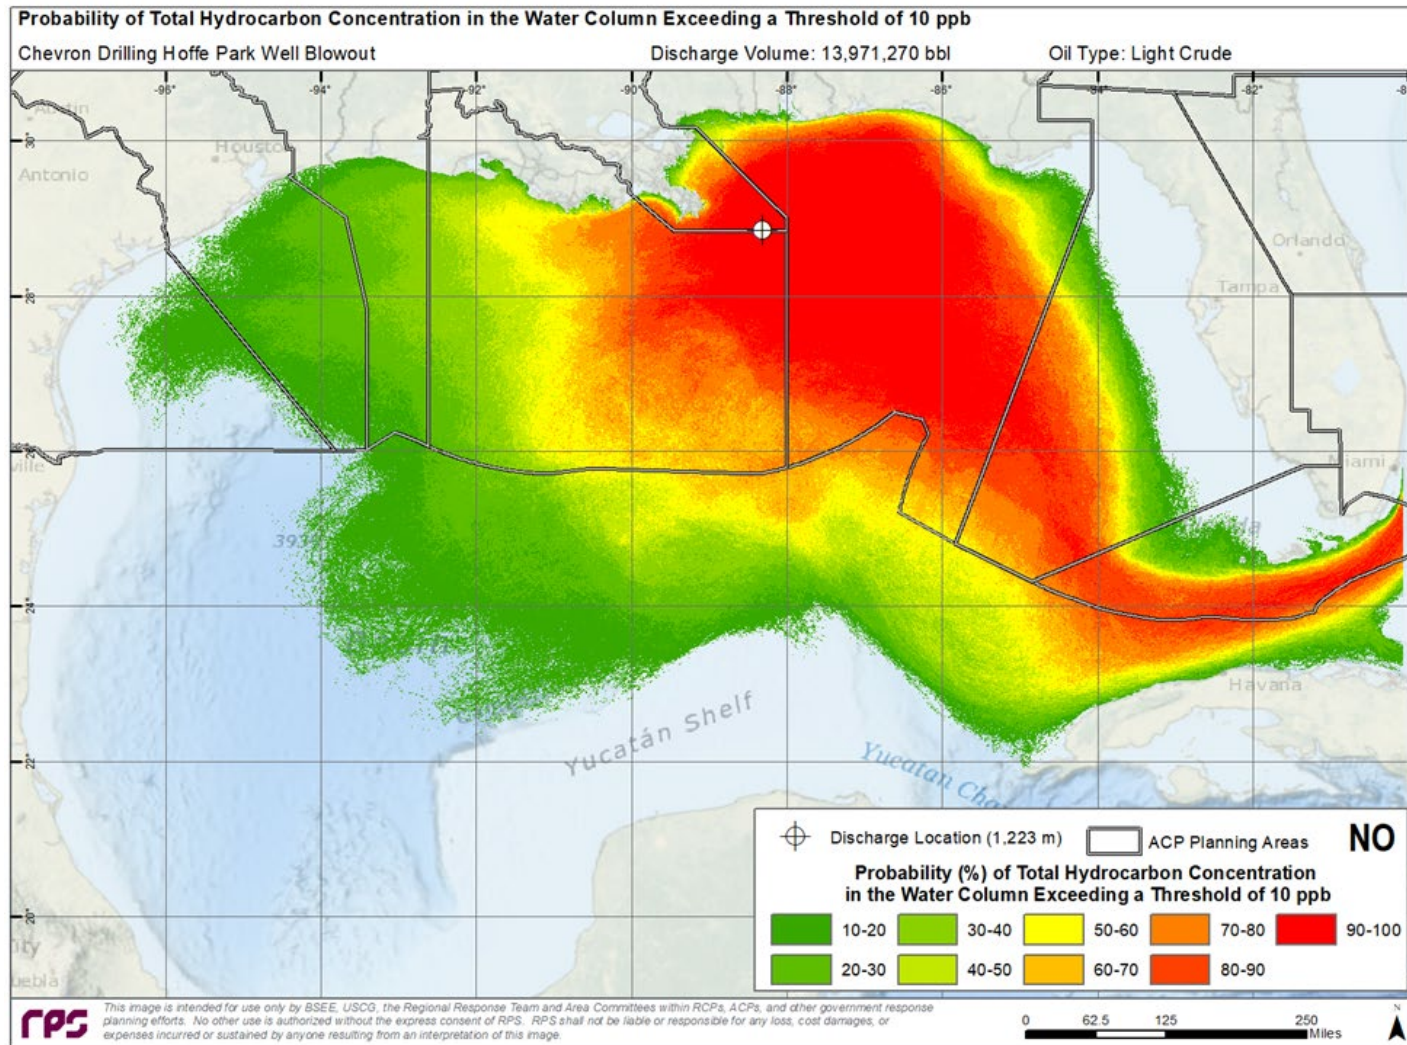 Probability of Total Hydrocarbon Concentration in the Water Column Exceeding a Threshold of 10 ppb
Chevron Drilling Hoffe Park Well Blowout Discharge Volume: 13,971,270 bbl Oil Type: Light Crude
-96° -94° -92° -90° -88° -86° -84° -82°
Austin
30°
Houston
Antonio
Orlando
28°
Tampa
26°
ville
Miami
24°
Havana
Yucatán Shelf
22°
Yucatan
20°
Discharge Location (1,223 m) ACP Planning Areas NO
Probability (%) of Total Hydrocarbon Concentration
in the Water Column Exceeding a Threshold of 10 ppb
10-20 30-40 50-60 70-80 90-100
20-30 40-50 60-70 80-90
uebla
rps
This image is intended for use only by BSEE, USCG, the Regional Response Team and Area Committees within RCPs, ACPs, and other government response
planning efforts. No other use is authorized without the express consent of RPS. RPS shall not be liable or responsible for any loss, cost damages, or
expenses incurred or sustained by anyone resulting from an interpretation of this image.
0 62.5 125 250
Miles
N